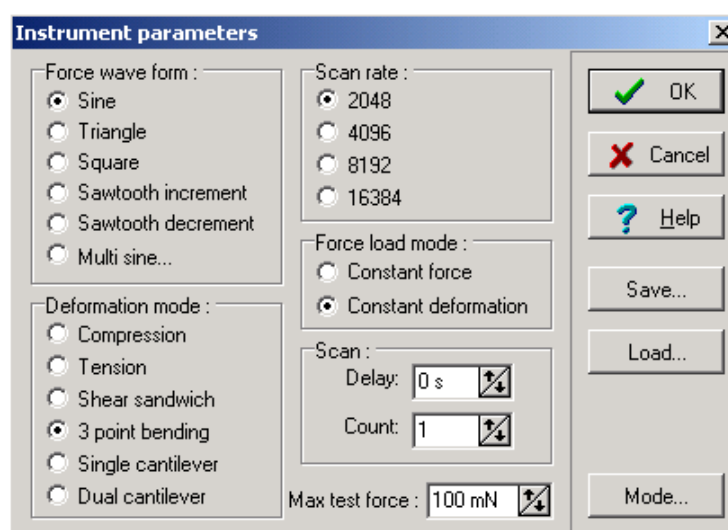 Instrument parameters
Force wave form :
Sine
Triangle
Square
Sawtooth increment
Sawtooth decrement
Multi sine...
Deformation mode :
Compression
Tension
Shear sandwich
3 point bending
Single cantilever
Dual cantilever
Scan rate :
2048
4096
8192
16384
Force load mode :
Constant force
Constant deformation
Scan :
Delay: 0 s
Count: 1
Max test force : 100 mN
OK
Cancel
Help
Save...
Load...
Mode...